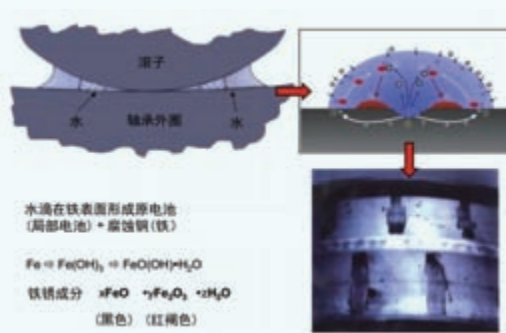 滚子
水
轴承外圈
水
水滴在铁表面形成原电池
(局部电池) + 腐蚀钢(铁)
Fe ⇨ Fe(OH)₃ ⇨ FeO(OH)•H₂O
铁锈成分 xFeO •yFe₂O₃ •zH₂O
(黑色) (红褐色)